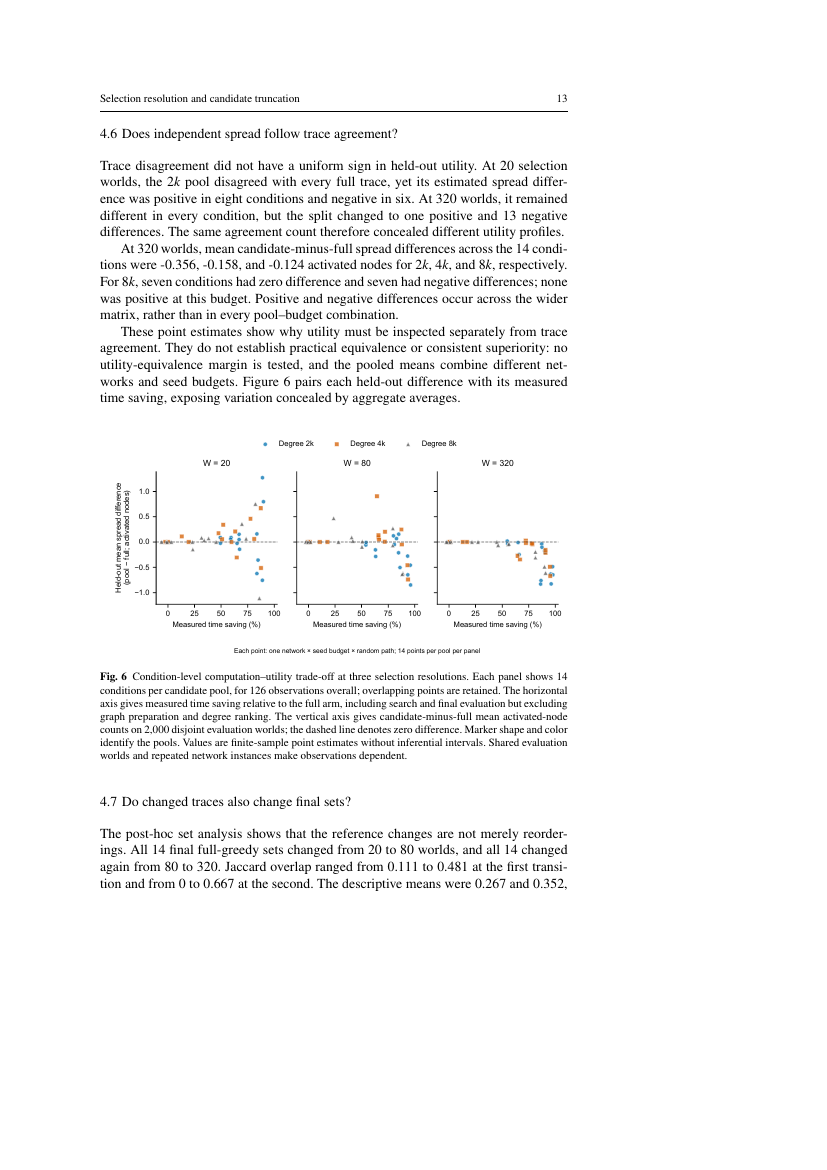 Selection resolution and candidate truncation 13
4.6 Does independent spread follow trace agreement?
Trace disagreement did not have a uniform sign in held-out utility. At 20 selection
worlds, the 2k pool disagreed with every full trace, yet its estimated spread differ-
ence was positive in eight conditions and negative in six. At 320 worlds, it remained
different in every condition, but the split changed to one positive and 13 negative
differences. The same agreement count therefore concealed different utility profiles.
At 320 worlds, mean candidate-minus-full spread differences across the 14 condi-
tions were -0.356, -0.158, and -0.124 activated nodes for 2k, 4k, and 8k, respectively.
For 8k, seven conditions had zero difference and seven had negative differences; none
was positive at this budget. Positive and negative differences occur across the wider
matrix, rather than in every pool–budget combination.
These point estimates show why utility must be inspected separately from trace
agreement. They do not establish practical equivalence or consistent superiority: no
utility-equivalence margin is tested, and the pooled means combine different net-
works and seed budgets. Figure 6 pairs each held-out difference with its measured
time saving, exposing variation concealed by aggregate averages.
Degree 2k Degree 4k Degree 8k
W = 20 W = 80 W = 320
Held-out mean spread difference
(pool − full; activated nodes)
1.0
0.5
0.0
−0.5
−1.0
0 25 50 75 100 0 25 50 75 100 0 25 50 75 100
Measured time saving (%) Measured time saving (%) Measured time saving (%)
Each point: one network × seed budget × random path; 14 points per pool per panel
Fig. 6 Condition-level computation–utility trade-off at three selection resolutions. Each panel shows 14
conditions per candidate pool, for 126 observations overall; overlapping points are retained. The horizontal
axis gives measured time saving relative to the full arm, including search and final evaluation but excluding
graph preparation and degree ranking. The vertical axis gives candidate-minus-full mean activated-node
counts on 2,000 disjoint evaluation worlds; the dashed line denotes zero difference. Marker shape and color
identify the pools. Values are finite-sample point estimates without inferential intervals. Shared evaluation
worlds and repeated network instances make observations dependent.
4.7 Do changed traces also change final sets?
The post-hoc set analysis shows that the reference changes are not merely reorder-
ings. All 14 final full-greedy sets changed from 20 to 80 worlds, and all 14 changed
again from 80 to 320. Jaccard overlap ranged from 0.111 to 0.481 at the first transi-
tion and from 0 to 0.667 at the second. The descriptive means were 0.267 and 0.352,